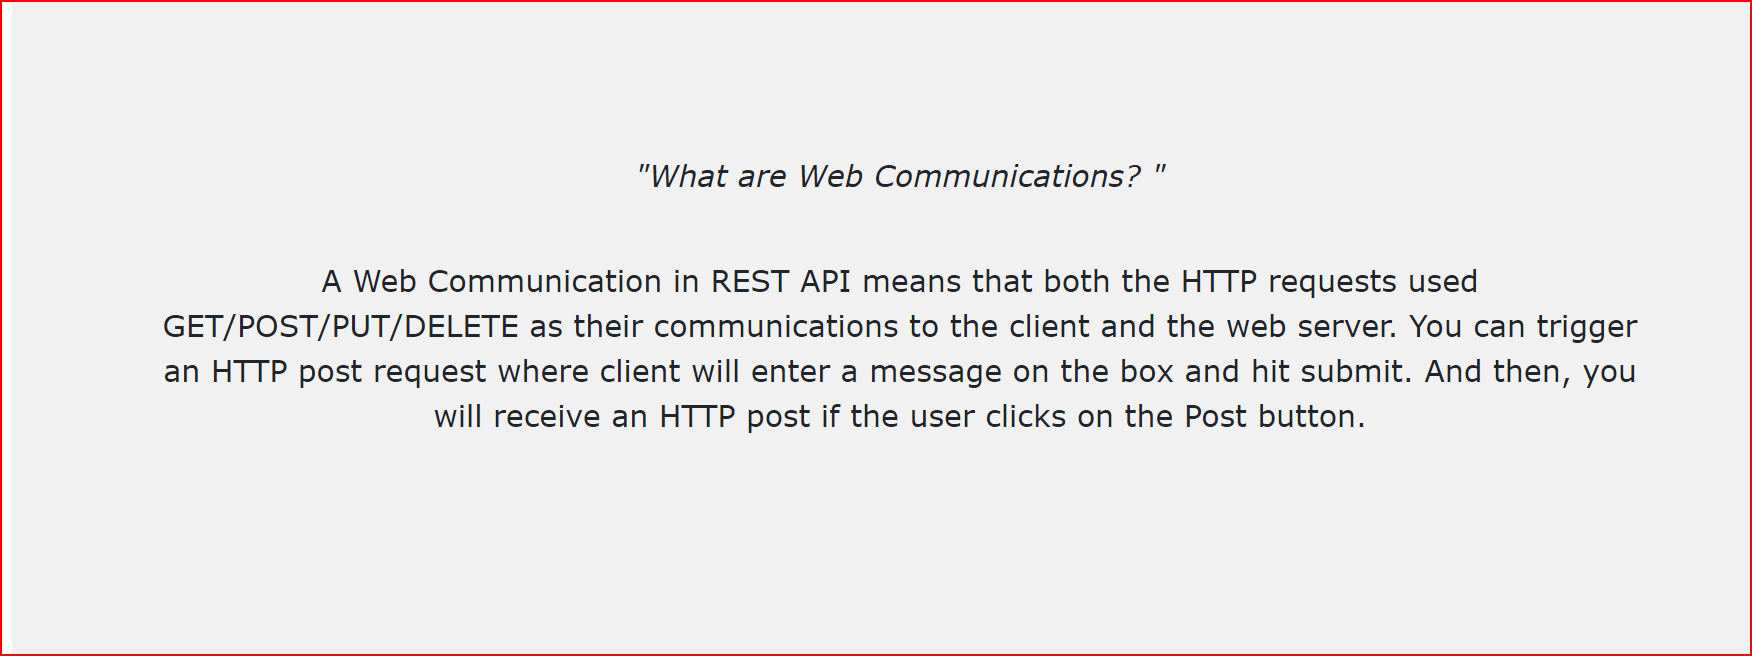 "What are Web Communications? "
A Web Communication in REST API means that both the HTTP requests used
GET/POST/PUT/DELETE as their communications to the client and the web server. You can trigger
an HTTP post request where client will enter a message on the box and hit submit. And then, you
will receive an HTTP post if the user clicks on the Post button.